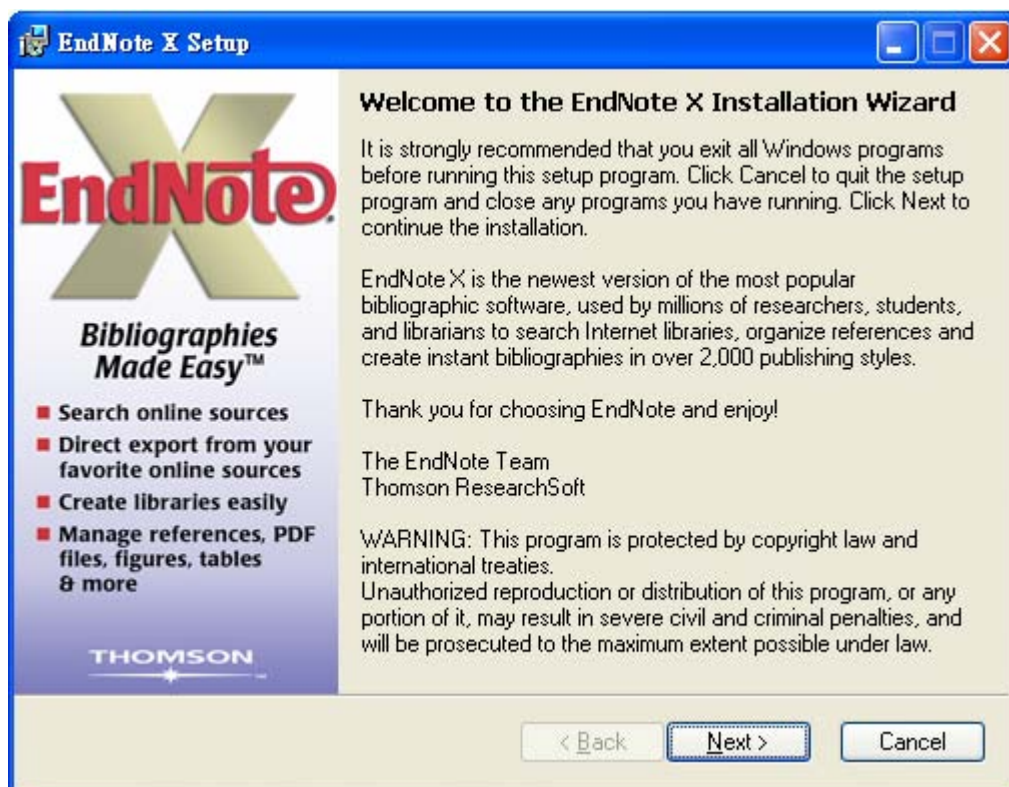 EndNote X Setup
X
EndNote
Bibliographies
Made Easy™
Search online sources
Direct export from your
favorite online sources
Create libraries easily
Manage references, PDF
files, figures, tables
& more
THOMSON
Welcome to the EndNote X Installation Wizard
It is strongly recommended that you exit all Windows programs
before running this setup program. Click Cancel to quit the setup
program and close any programs you have running. Click Next to
continue the installation.
EndNote X is the newest version of the most popular
bibliographic software, used by millions of researchers, students,
and librarians to search Internet libraries, organize references and
create instant bibliographies in over 2,000 publishing styles.
Thank you for choosing EndNote and enjoy!
The EndNote Team
Thomson ResearchSoft
WARNING: This program is protected by copyright law and
international treaties.
Unauthorized reproduction or distribution of this program, or any
portion of it, may result in severe civil and criminal penalties, and
will be prosecuted to the maximum extent possible under law.
< Back
Next >
Cancel